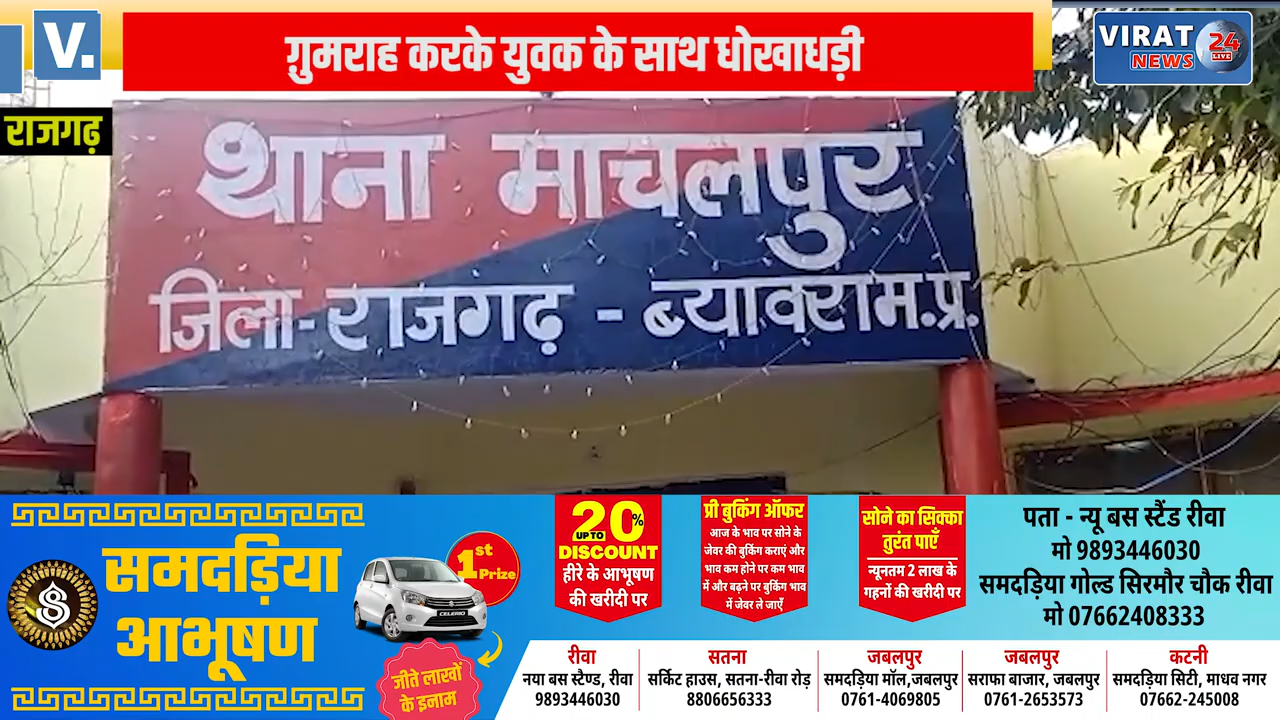 V.
गुमराह करके युवक के साथ धोखाधड़ी
VIRAT
NEWS
24
LIVE
राजगढ़
थाना माचलपुर
जिला-राजगढ़ - ब्यावरा म.प्र.
समदड़िया
आभूषण
S
1st
Prize
CELERIO
जीते लाखों
के इनाम
20%
UP TO
DISCOUNT
हीरे के आभूषण
की खरीदी पर
प्री बुकिंग ऑफर
आज के भाव पर सोने के
जेवर की बुकिंग कराएं और
भाव कम होने पर कम भाव
में और बढ़ने पर बुकिंग भाव
में जेवर ले जाएँ
सोने का सिक्का
तुरंत पाएँ
न्यूनतम 2 लाख के
गहनों की खरीदी पर
पता - न्यू बस स्टैंड रीवा
मो 9893446030
समदड़िया गोल्ड सिरमौर चौक रीवा
मो 07662408333
रीवा
नया बस स्टैण्ड, रीवा
9893446030
सतना
सर्किट हाउस, सतना-रीवा रोड़
8806656333
जबलपुर
समदड़िया मॉल,जबलपुर
0761-4069805
जबलपुर
सराफा बाजार, जबलपुर
0761-2653573
कटनी
समदड़िया सिटी, माधव नगर
07662-245008